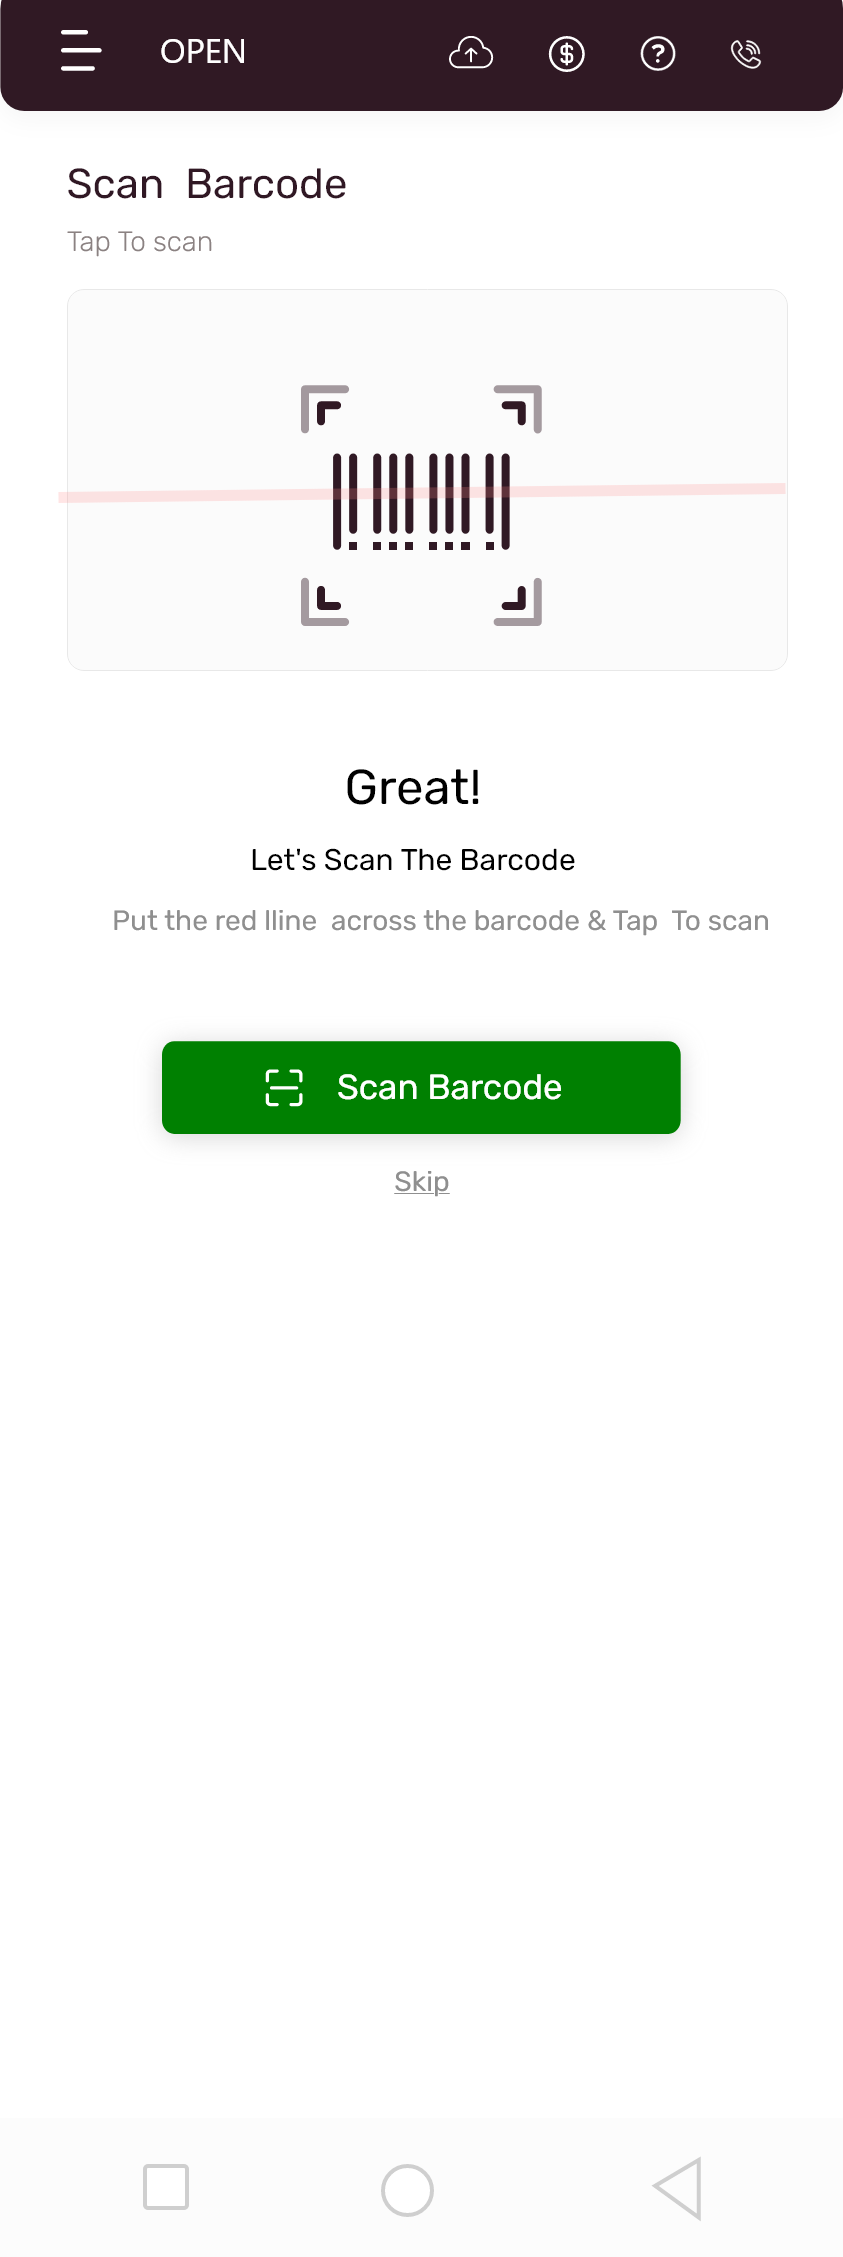 OPEN
Scan Barcode
Tap To scan
Great!
Let's Scan The Barcode
Put the red lline across the barcode & Tap To scan
Scan Barcode
Skip